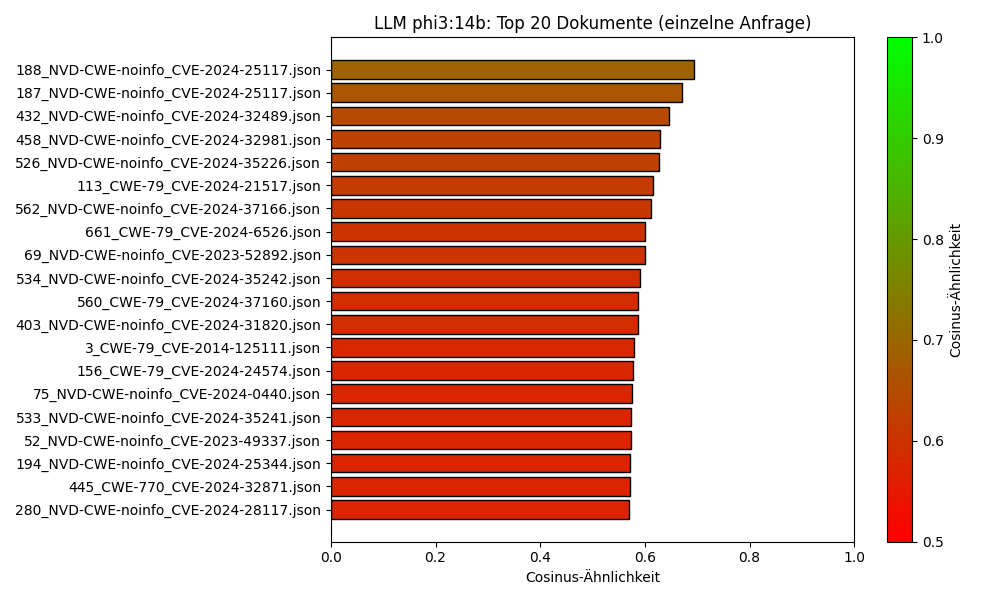 LLM phi3:14b: Top 20 Dokumente (einzelne Anfrage)
188_NVD-CWE-noinfo_CVE-2024-25117.json
187_NVD-CWE-noinfo_CVE-2024-25117.json
432_NVD-CWE-noinfo_CVE-2024-32489.json
458_NVD-CWE-noinfo_CVE-2024-32981.json
526_NVD-CWE-noinfo_CVE-2024-35226.json
113_CWE-79_CVE-2024-21517.json
562_NVD-CWE-noinfo_CVE-2024-37166.json
661_CWE-79_CVE-2024-6526.json
69_NVD-CWE-noinfo_CVE-2023-52892.json
534_NVD-CWE-noinfo_CVE-2024-35242.json
560_CWE-79_CVE-2024-37160.json
403_NVD-CWE-noinfo_CVE-2024-31820.json
3_CWE-79_CVE-2014-125111.json
156_CWE-79_CVE-2024-24574.json
75_NVD-CWE-noinfo_CVE-2024-0440.json
533_NVD-CWE-noinfo_CVE-2024-35241.json
52_NVD-CWE-noinfo_CVE-2023-49337.json
194_NVD-CWE-noinfo_CVE-2024-25344.json
445_CWE-770_CVE-2024-32871.json
280_NVD-CWE-noinfo_CVE-2024-28117.json
0.0 0.2 0.4 0.6 0.8 1.0
Cosinus-Ähnlichkeit
1.0
0.9
0.8
0.7
0.6
0.5
Cosinus-Ähnlichkeit